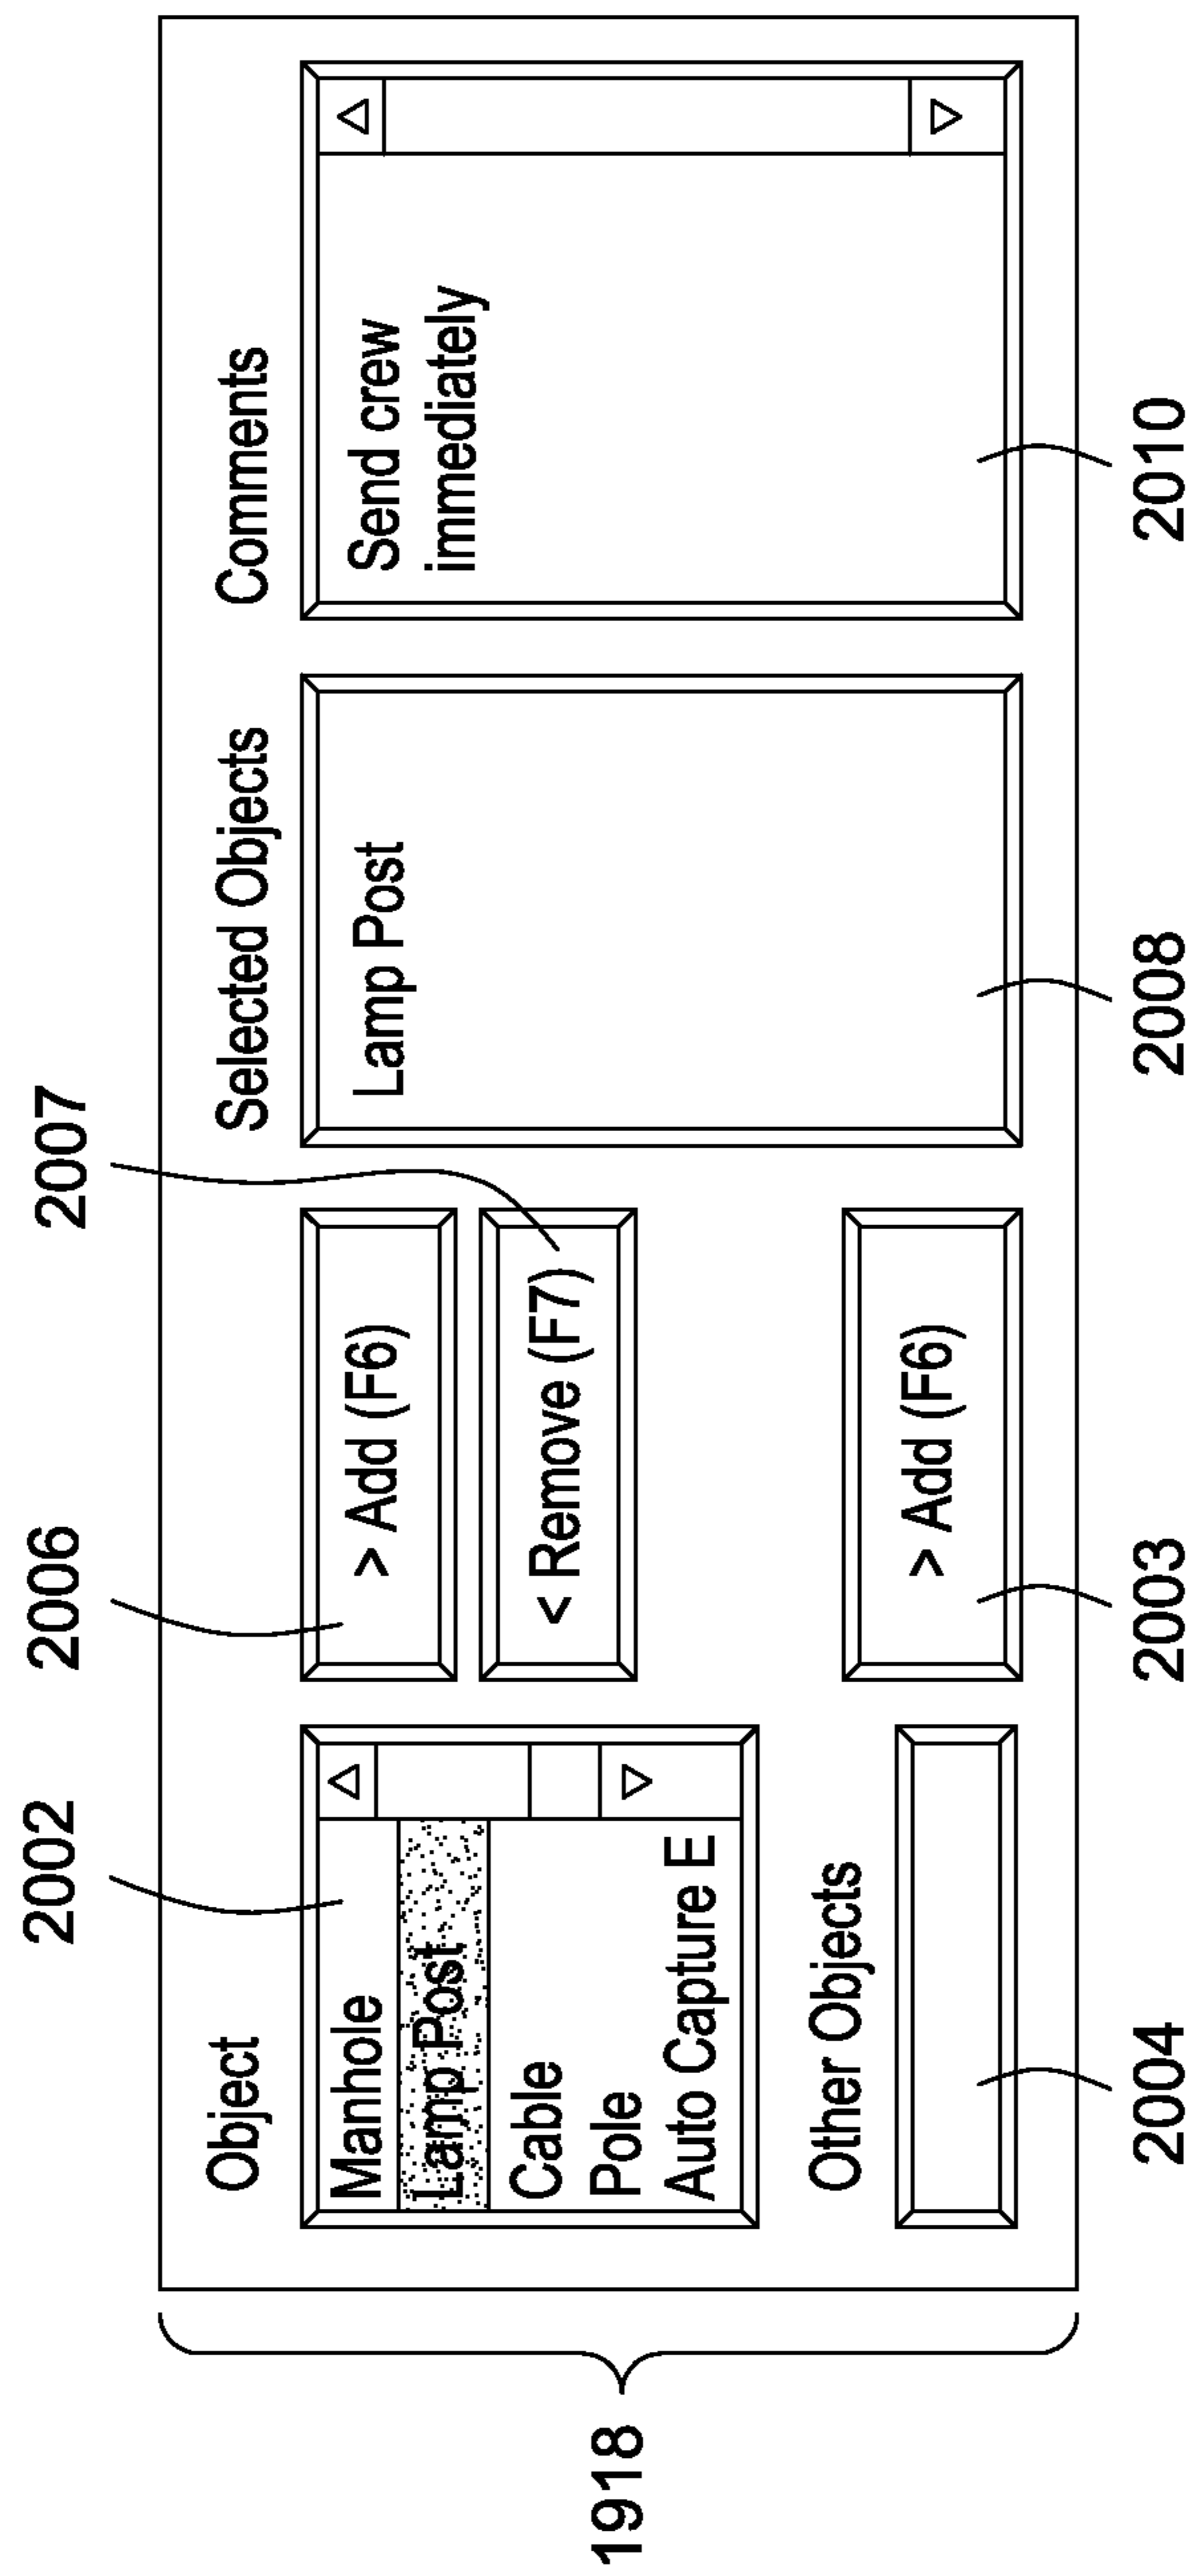 2002
2006
2007
Object
Selected Objects
Comments
Manhole
Lamp Post
Cable
Pole
Auto Capture E
> Add (F6)
< Remove (F7)
Lamp Post
Send crew
immediately
Other Objects
> Add (F6)
1918
2004
2003
2008
2010